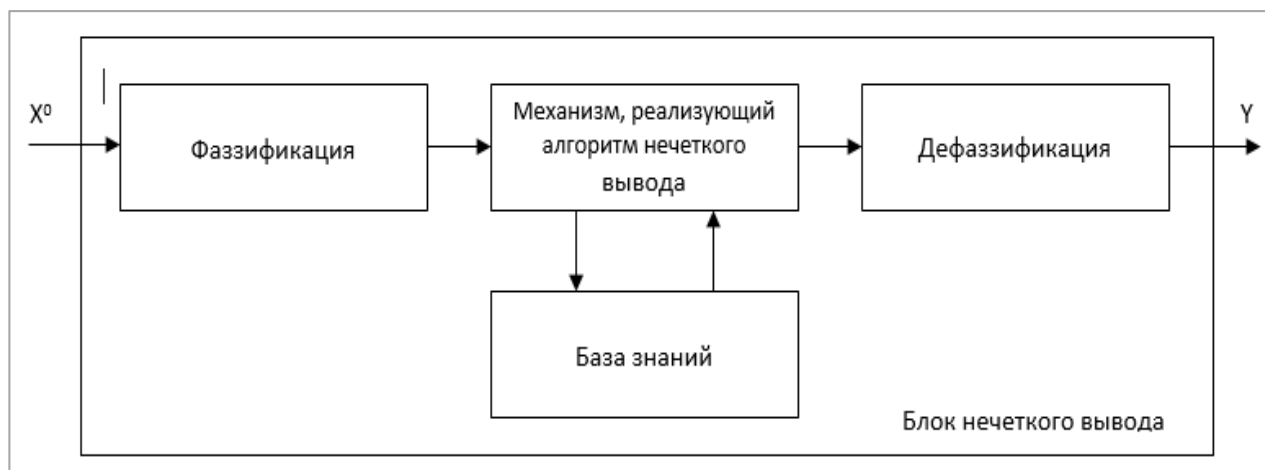 X⁰
Фаззификация
Механизм, реализующий
алгоритм нечеткого
вывода
Дефаззификация
Y
База знаний
Блок нечеткого вывода